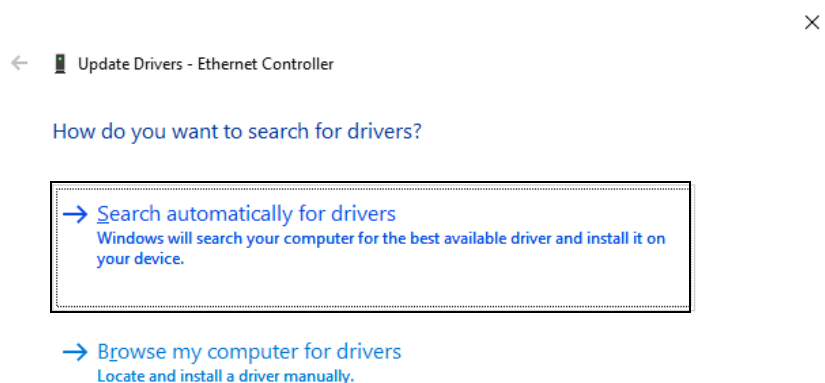 Update Drivers - Ethernet Controller
How do you want to search for drivers?
Search automatically for drivers
Windows will search your computer for the best available driver and install it on
your device.
Browse my computer for drivers
Locate and install a driver manually.